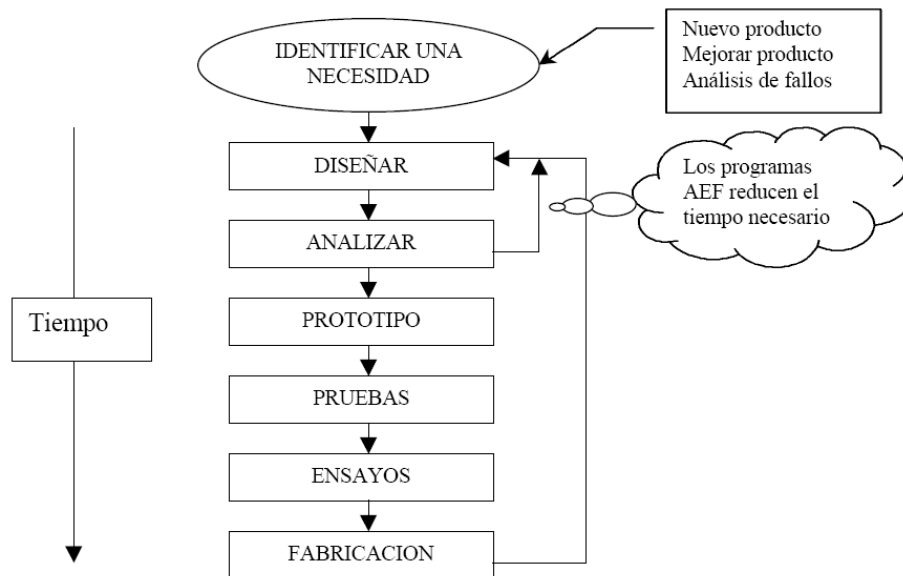 IDENTIFICAR UNA
NECESIDAD
Nuevo producto
Mejorar producto
Análisis de fallos
DISEÑAR
Los programas
AEF reducen el
tiempo necesario
ANALIZAR
Tiempo
PROTOTIPO
PRUEBAS
ENSAYOS
FABRICACION